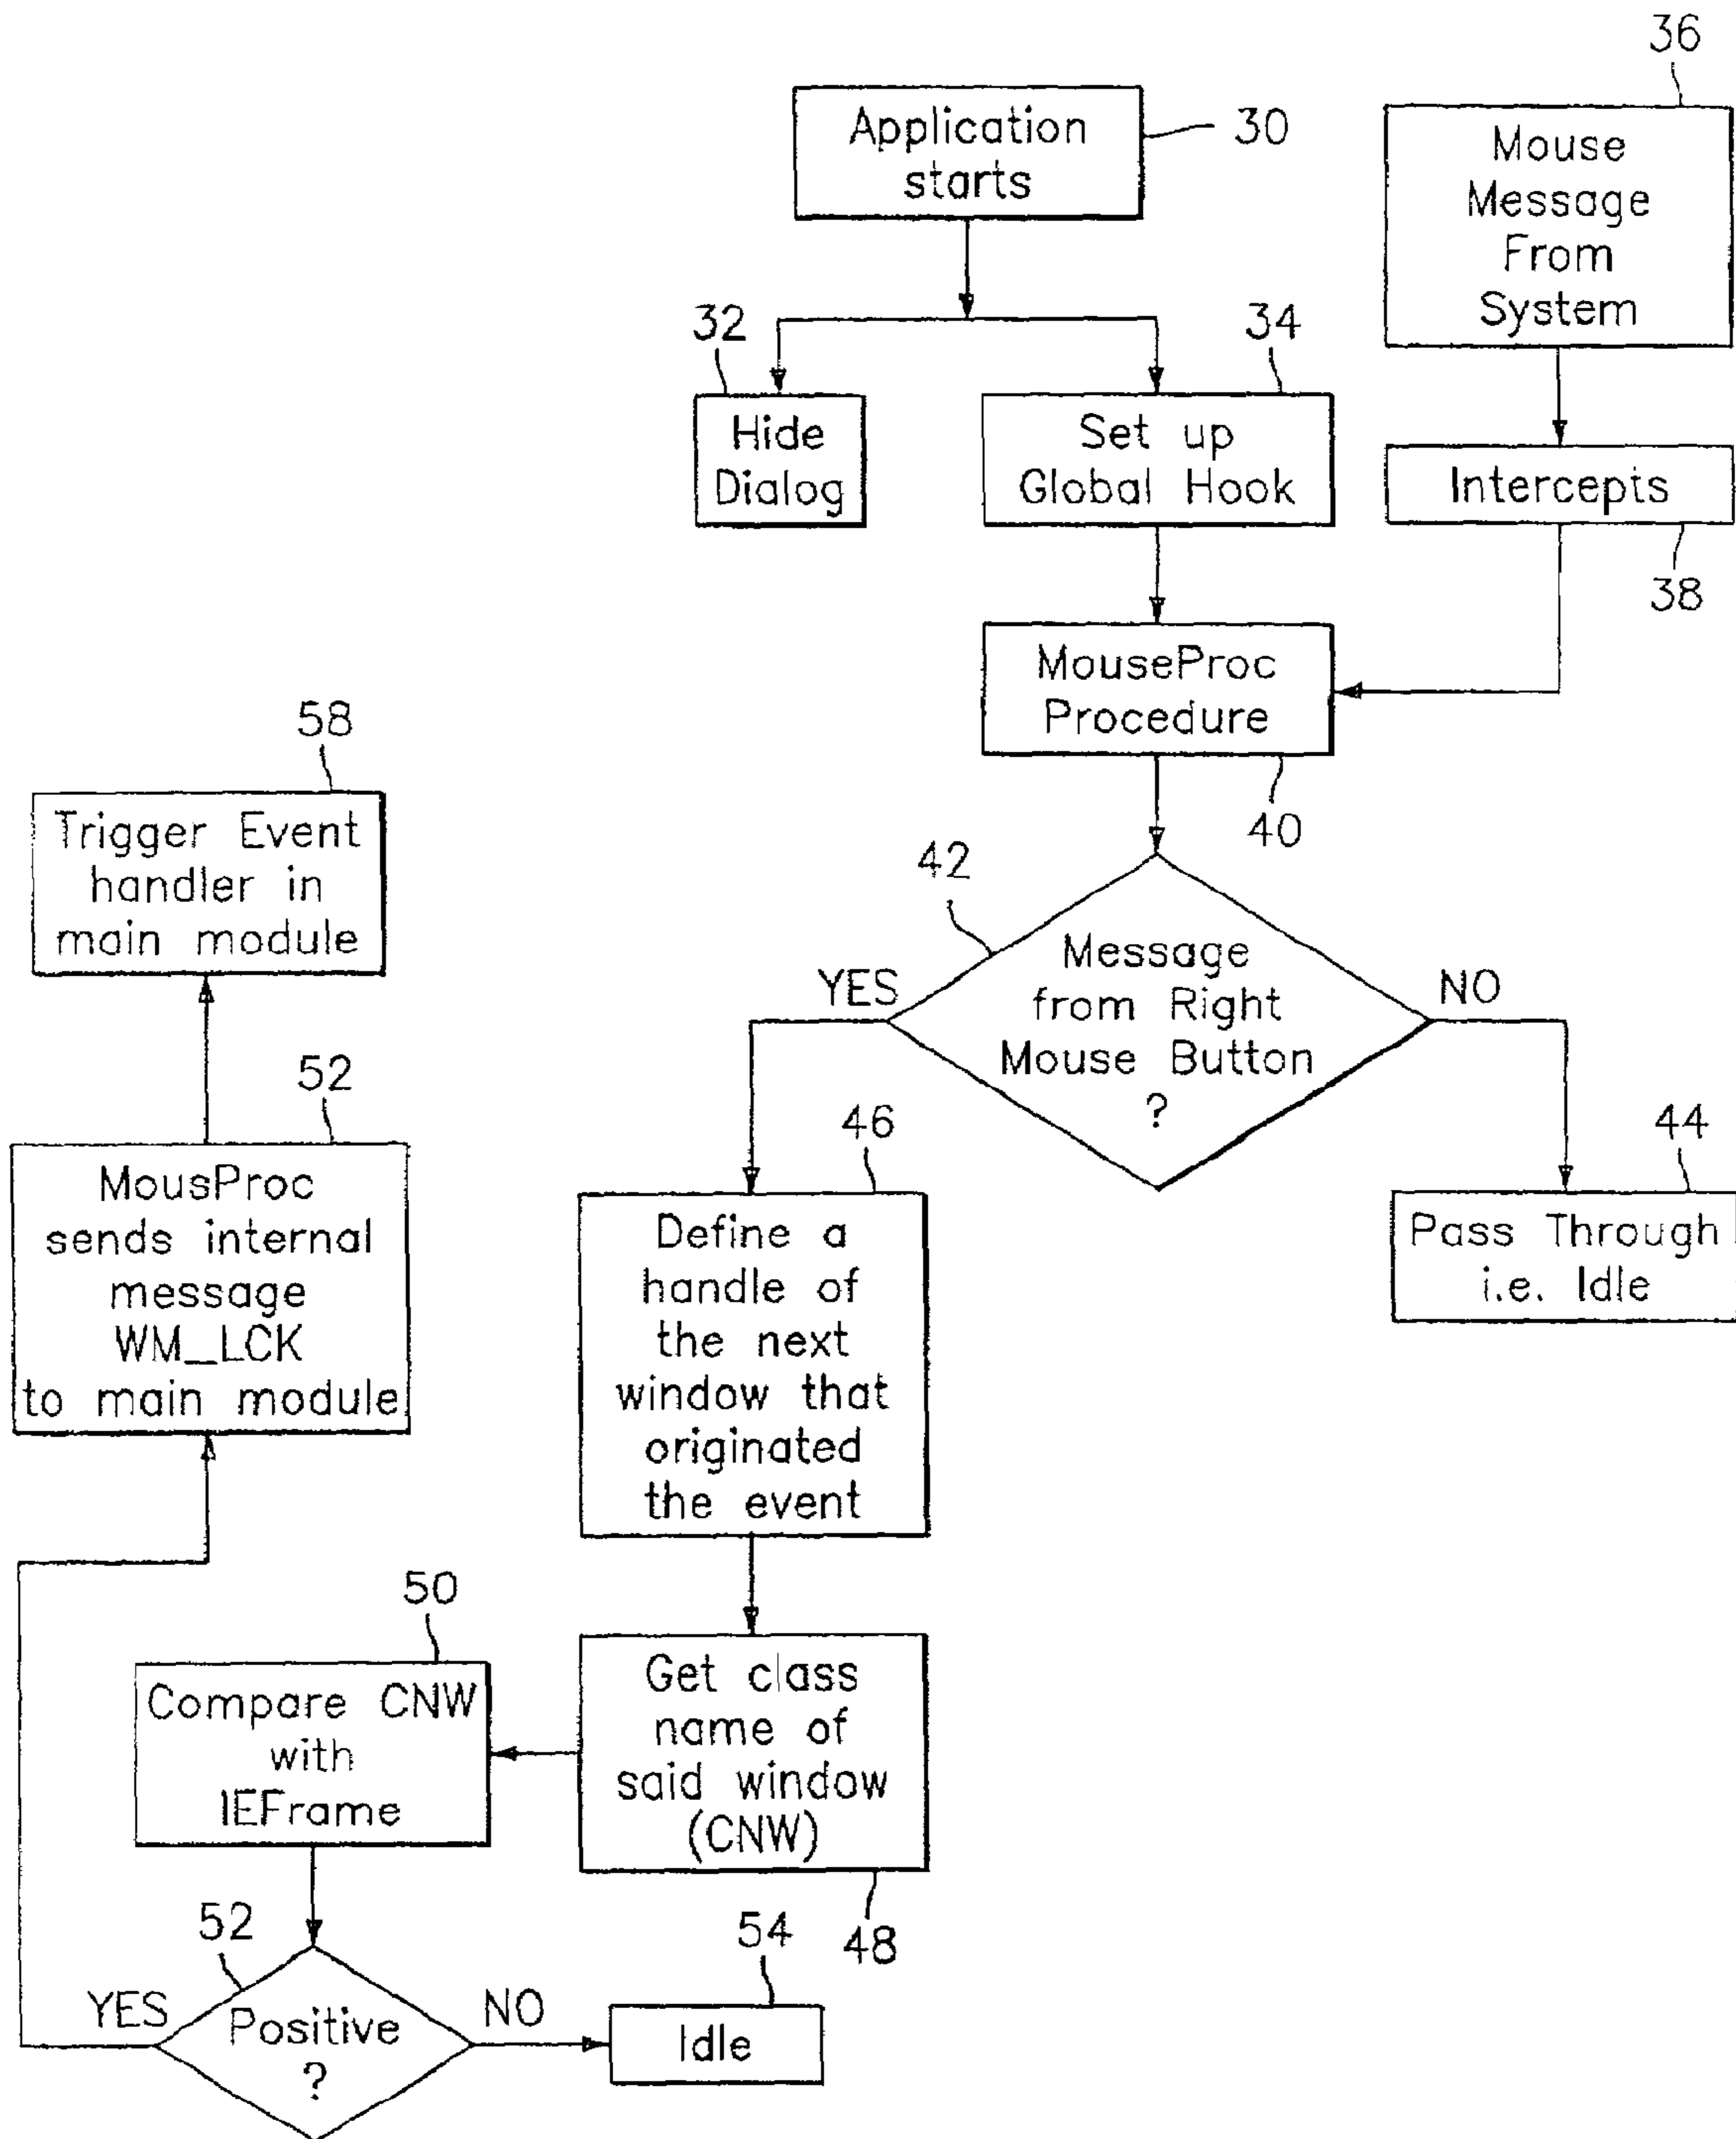 36
Application
starts
30
Mouse
Message
From
System
32
34
Hide
Dialog
Set up
Global Hook
Intercepts
38
MouseProc
Procedure
40
58
Trigger Event
handler in
main module
42
Message
from Right
Mouse Button
?
YES
NO
52
MousProc
sends internal
message
WM_LCK
to main module
46
Define a
handle of
the next
window that
originated
the event
44
Pass Through
i.e. Idle
50
Compare CNW
with
IEFrame
Get class
name of
said window
(CNW)
48
52
YES
Positive
?
NO
54
Idle